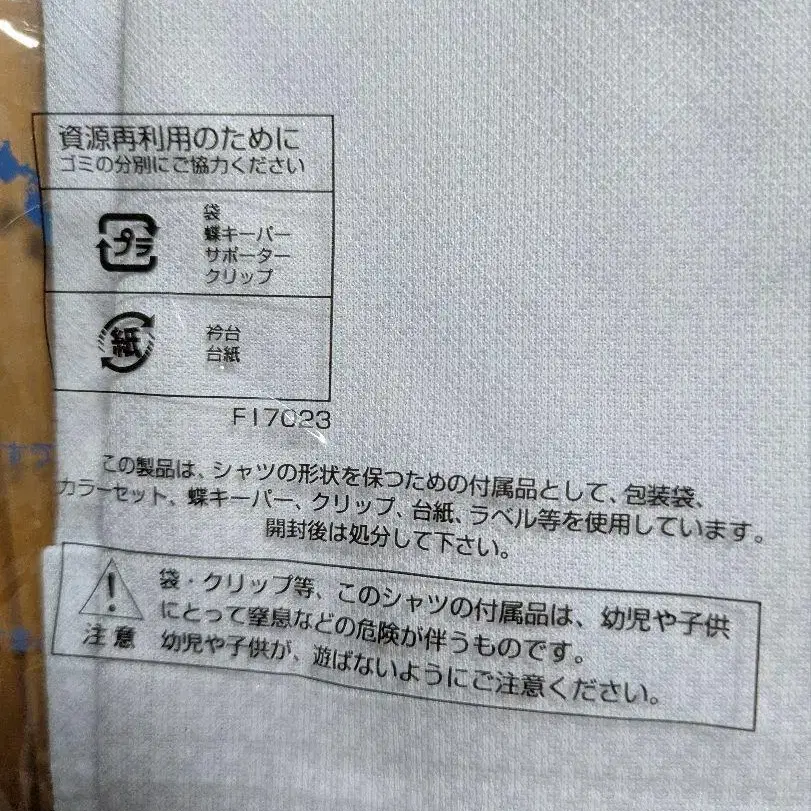 資源再利用のために
ゴミの分別にご協力ください
プラ
袋
蝶キーパー
サポーター
クリップ
紙
衿台
台紙
F17023
この製品は、シャツの形状を保つための付属品として、包装袋、
カラーセット、蝶キーパー、クリップ、台紙、ラベル等を使用しています。
開封後は処分して下さい。
注意
袋・クリップ等、このシャツの付属品は、幼児や子供
にとって窒息などの危険が伴うものです。
幼児や子供が、遊ばないようにご注意ください。